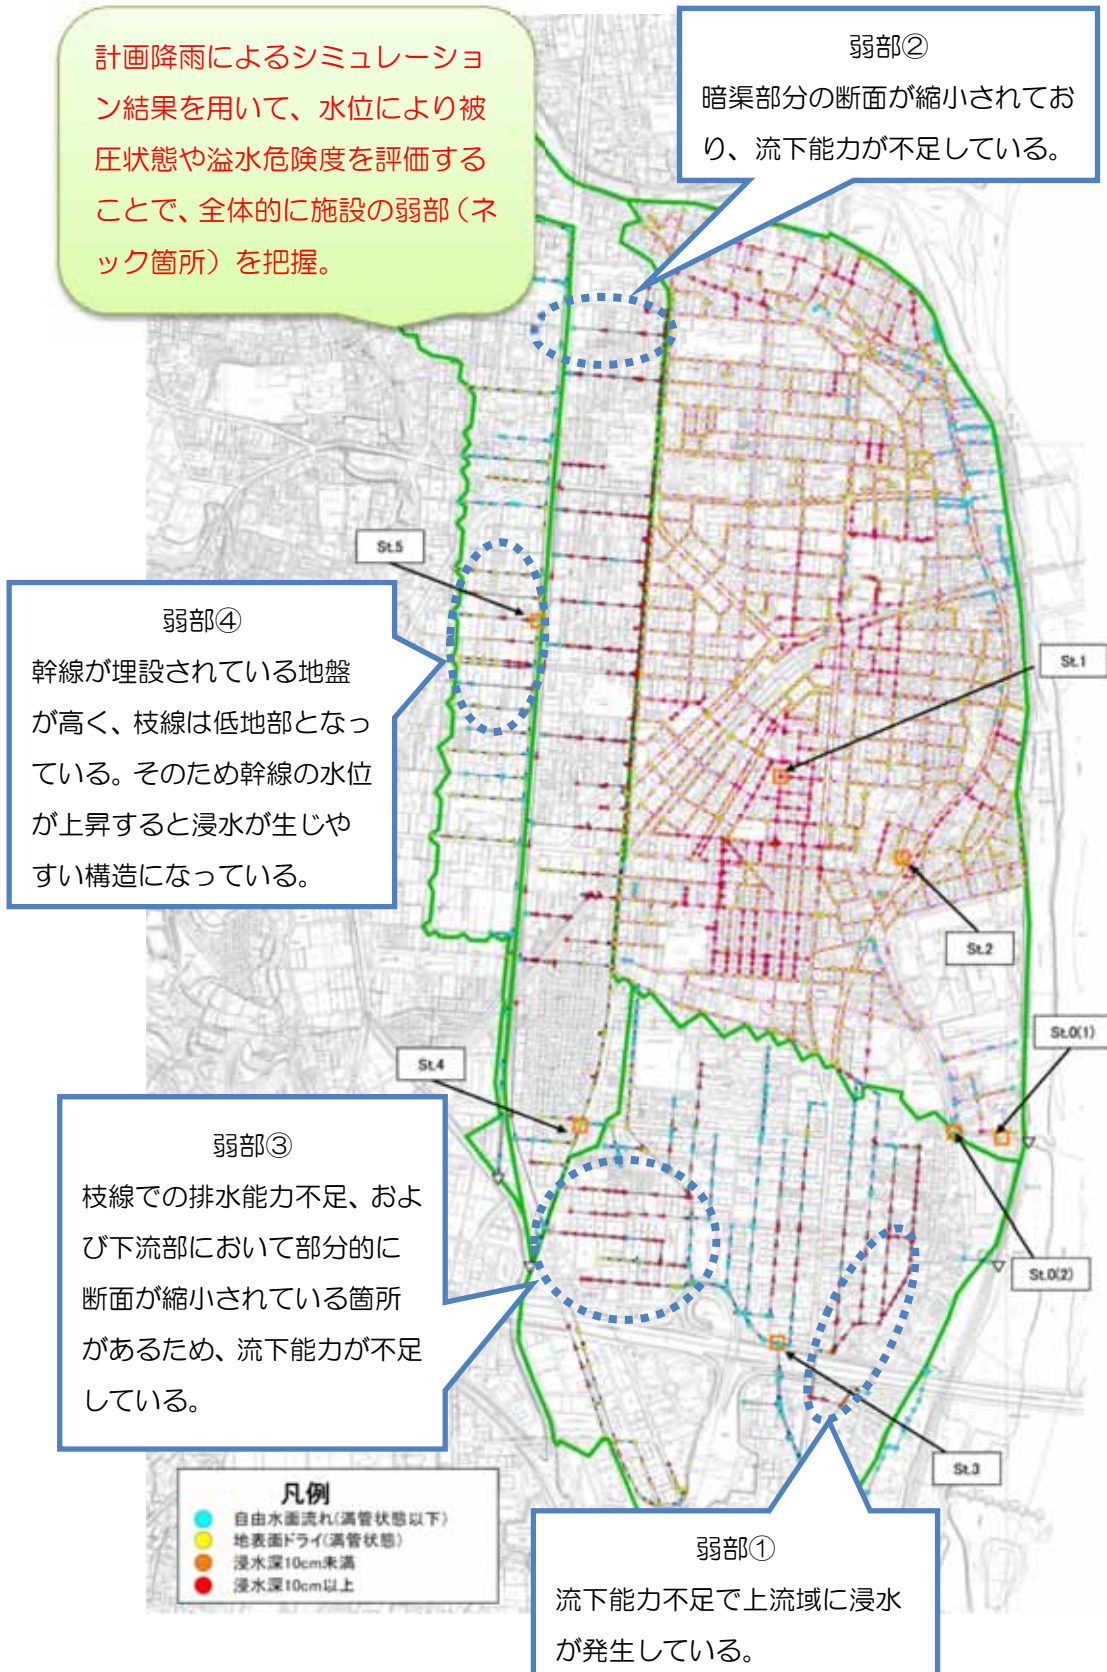 計画降雨によるシミュレーショ
ン結果を用いて、水位により被
圧状態や溢水危険度を評価する
ことで、全体的に施設の弱部（ネ
ック箇所）を把握。
弱部②
暗渠部分の断面が縮小されてお
り、流下能力が不足している。
St.5
弱部④
幹線が埋設されている地盤
が高く、枝線は低地部となっ
ている。そのため幹線の水位
が上昇すると浸水が生じや
すい構造になっている。
St.1
St.2
St.0(1)
St.4
弱部③
枝線での排水能力不足、およ
び下流部において部分的に
断面が縮小されている箇所
があるため、流下能力が不足
している。
St.0(2)
St.3
凡例
自由水面流れ(満管状態以下)
地表面ドライ(満管状態)
浸水深10cm未満
浸水深10cm以上
弱部①
流下能力不足で上流域に浸水
が発生している。